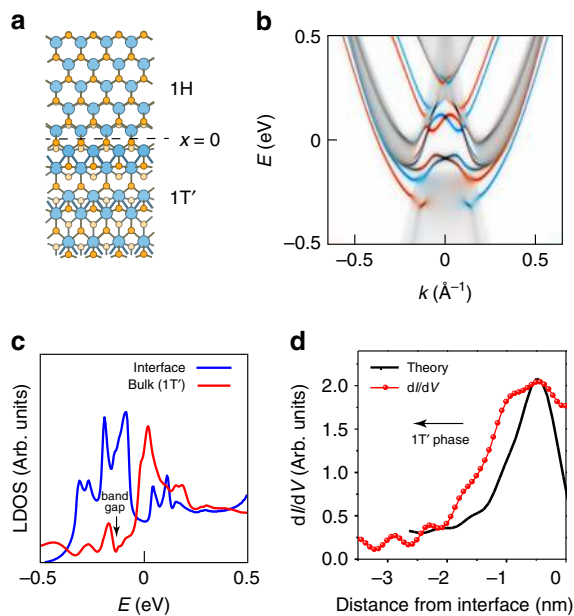 a
1H
x = 0
1T′
b
0.5
0
−0.5
E (eV)
−0.5
0
0.5
k (Å⁻¹)
c
Interface
Bulk (1T′)
band
gap
LDOS (Arb. units)
−0.5
0
0.5
E (eV)
d
Theory
dI/dV
1T′ phase
2.0
1.5
1.0
0.5
0.0
dI/dV (Arb. units)
−3
−2
−1
0
Distance from interface (nm)